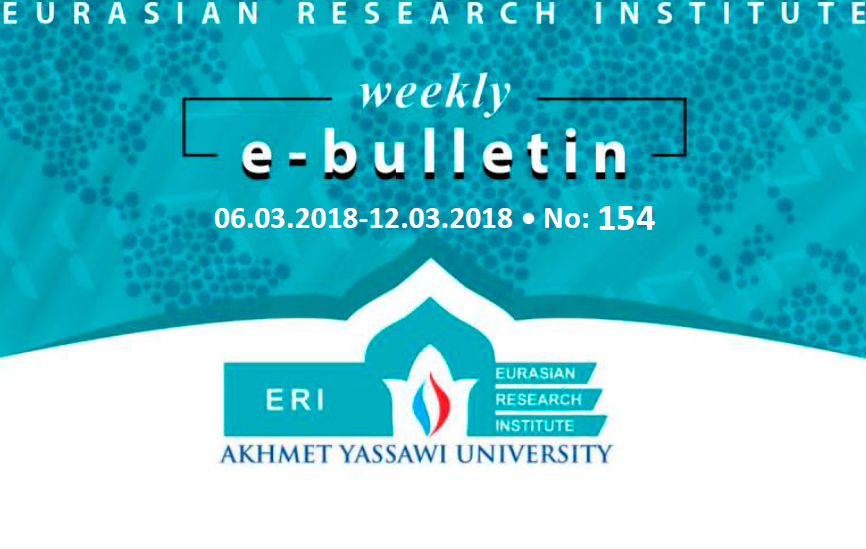 EURASIAN RESEARCH INSTITUTE
weekly
e-bulletin
06.03.2018-12.03.2018 • No: 154
ERI
EURASIAN
RESEARCH
INSTITUTE
AKHMET YASSAWI UNIVERSITY